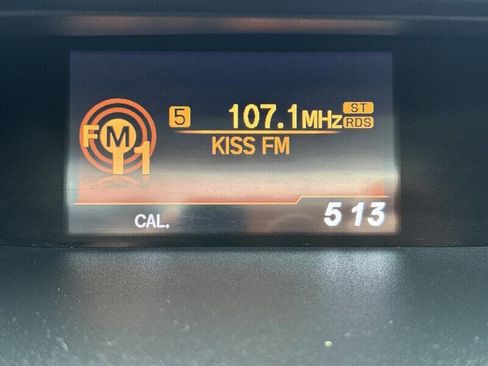 5 107.1MHz ST
FM1 RDS
KISS FM
CAL. 5 13